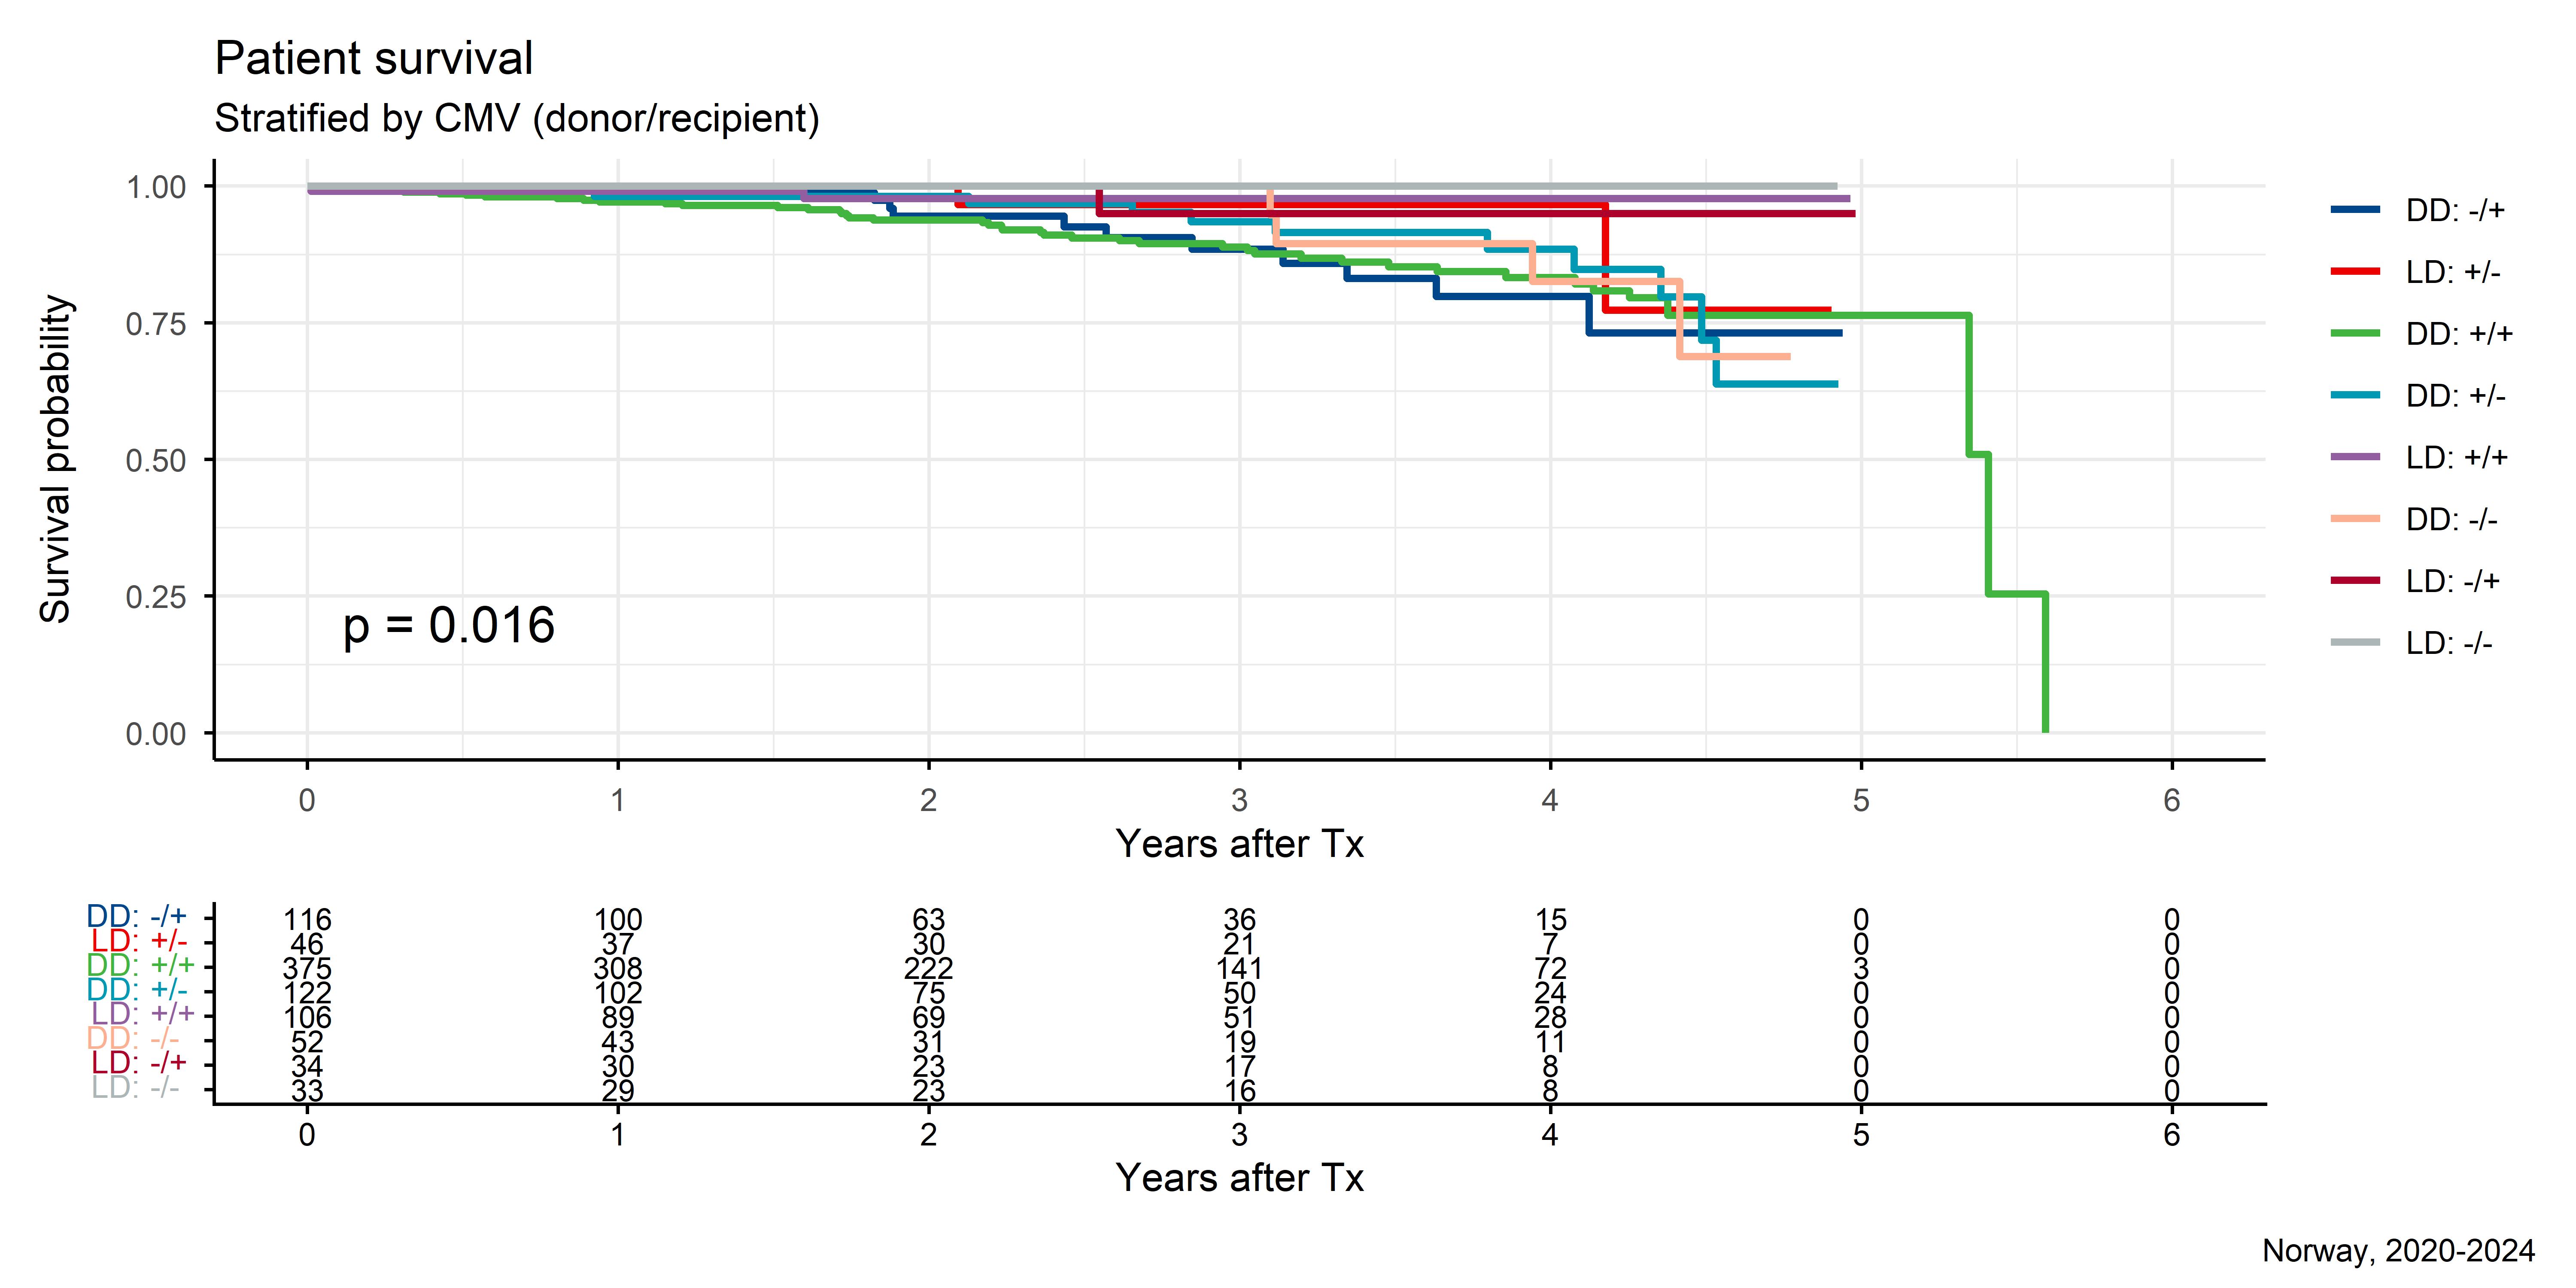 Patient survival
Stratified by CMV (donor/recipient)
Survival probability
1.00
0.75
0.50
0.25
0.00
p = 0.016
0 1 2 3 4 5 6
Years after Tx
DD: -/+
LD: +/-
DD: +/+
DD: +/-
LD: +/+
DD: -/-
LD: -/+
LD: -/-
DD: -/+ 116 100 63 36 15 0 0
LD: +/- 46 37 30 21 7 0 0
DD: +/+ 375 308 222 141 72 3 0
DD: +/- 122 102 75 50 24 0 0
LD: +/+ 106 89 69 51 28 0 0
DD: -/- 52 43 31 19 11 0 0
LD: -/+ 34 30 23 17 8 0 0
LD: -/- 33 29 23 16 8 0 0
0 1 2 3 4 5 6
Years after Tx
Norway, 2020-2024